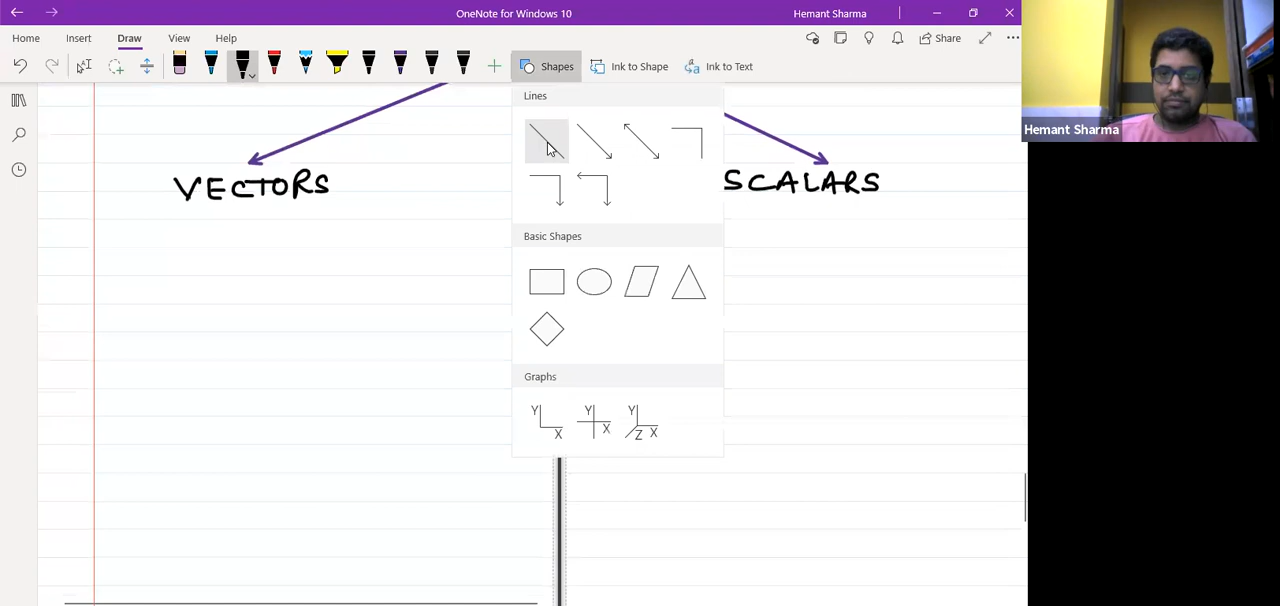 OneNote for Windows 10
Hemant Sharma
Home Insert Draw View Help
Share
Shapes Ink to Shape Ink to Text
Lines
VECTORS
SCALARS
Basic Shapes
Graphs
Y X
Y X
Y Z X
Hemant Sharma